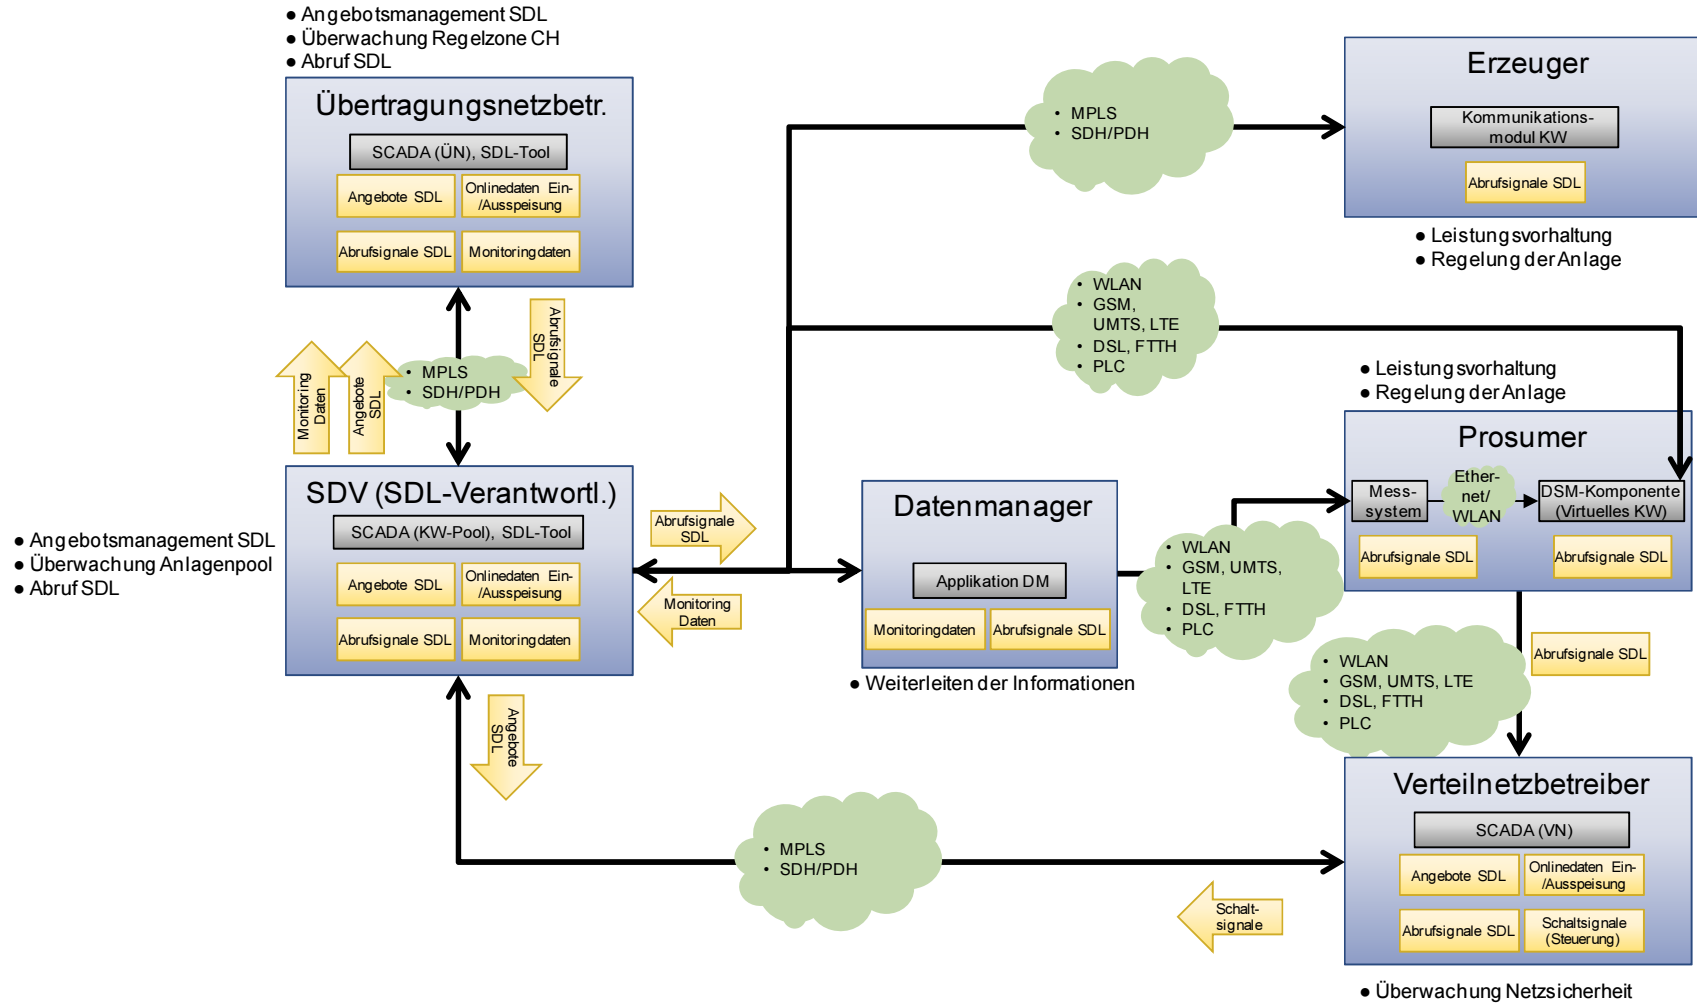 ● Angebotsmanagement SDL
● Überwachung Regelzone CH
● Abruf SDL
Übertragungsnetzbetr.
SCADA (ÜN), SDL-Tool
Angebote SDL
Onlinedaten Ein-
/Ausspeisung
Abrufsignale SDL
Monitoringdaten
Monitoring
Daten
Angebote
SDL
• MPLS
• SDH/PDH
Abrufsignale
SDL
SDV (SDL-Verantwortl.)
SCADA (KW-Pool), SDL-Tool
Angebote SDL
Onlinedaten Ein-
/Ausspeisung
Abrufsignale SDL
Monitoringdaten
● Angebotsmanagement SDL
● Überwachung Anlagenpool
● Abruf SDL
Abrufsignale
SDL
Monitoring
Daten
Angebote
SDL
• MPLS
• SDH/PDH
Erzeuger
Kommunikations-
modul KW
Abrufsignale SDL
● Leistungsvorhaltung
● Regelung der Anlage
• WLAN
• GSM,
UMTS, LTE
• DSL, FTTH
• PLC
● Leistungsvorhaltung
● Regelung der Anlage
Prosumer
Mess-
system
Ether-
net/
WLAN
DSM-Komponente
(Virtuelles KW)
Abrufsignale SDL
Abrufsignale SDL
Datenmanager
Applikation DM
Monitoringdaten
Abrufsignale SDL
● Weiterleiten der Informationen
• WLAN
• GSM, UMTS,
LTE
• DSL, FTTH
• PLC
• WLAN
• GSM, UMTS, LTE
• DSL, FTTH
• PLC
Abrufsignale SDL
• MPLS
• SDH/PDH
Schalt-
signale
Verteilnetzbetreiber
SCADA (VN)
Angebote SDL
Onlinedaten Ein-
/Ausspeisung
Abrufsignale SDL
Schaltsignale
(Steuerung)
● Überwachung Netzsicherheit